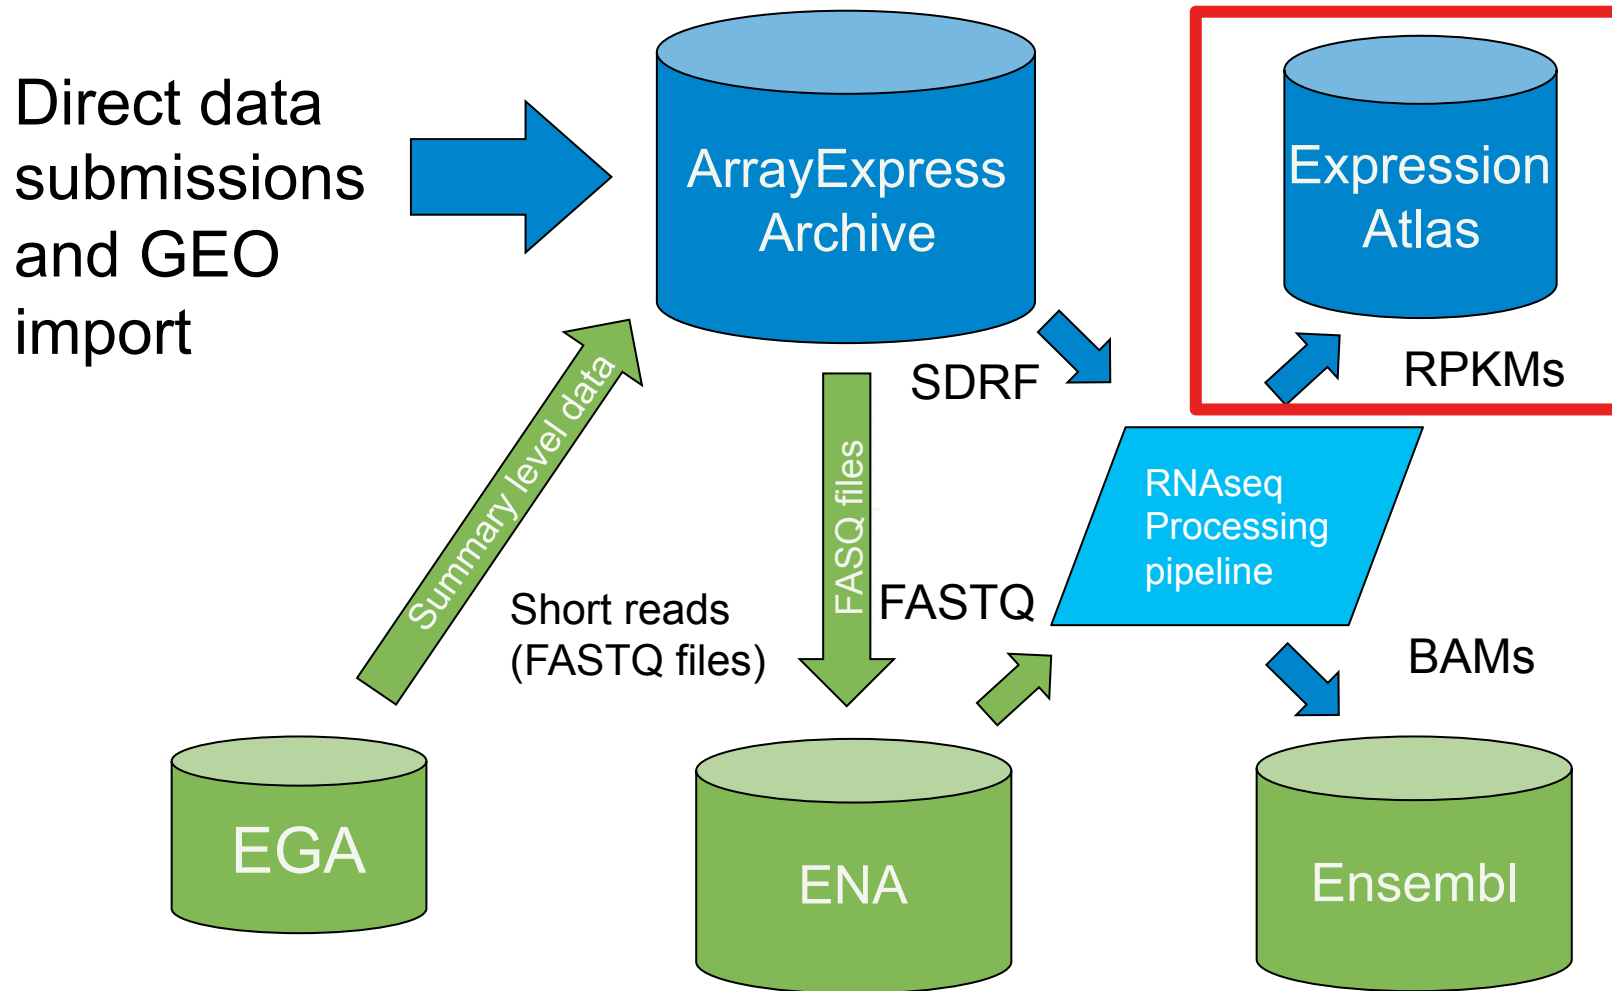 Direct data
submissions
and GEO
import
ArrayExpress
Archive
Expression
Atlas
SDRF
RPKMs
Summary level data
FASQ files
RNAseq
Processing
pipeline
Short reads
(FASTQ files)
FASTQ
BAMs
EGA
ENA
Ensembl